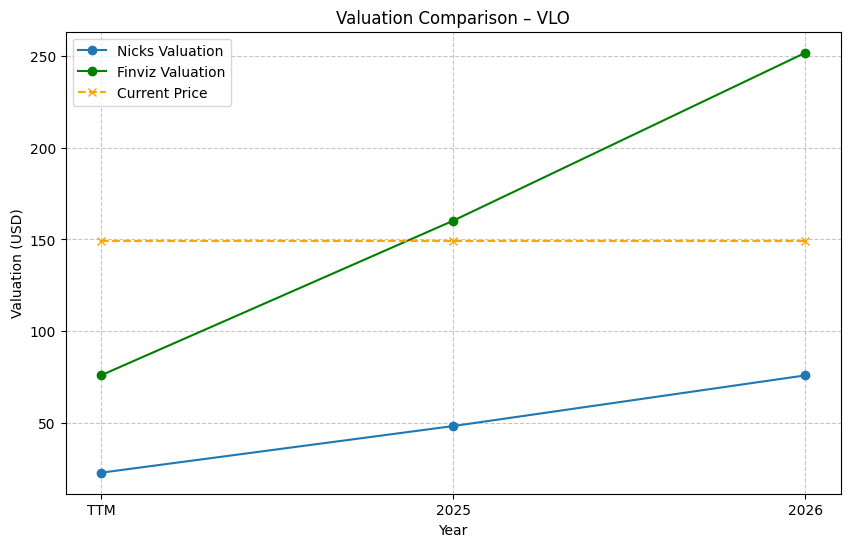 Valuation Comparison – VLO
Nicks Valuation
Finviz Valuation
Current Price
Valuation (USD)
250
200
150
100
50
TTM
2025
2026
Year